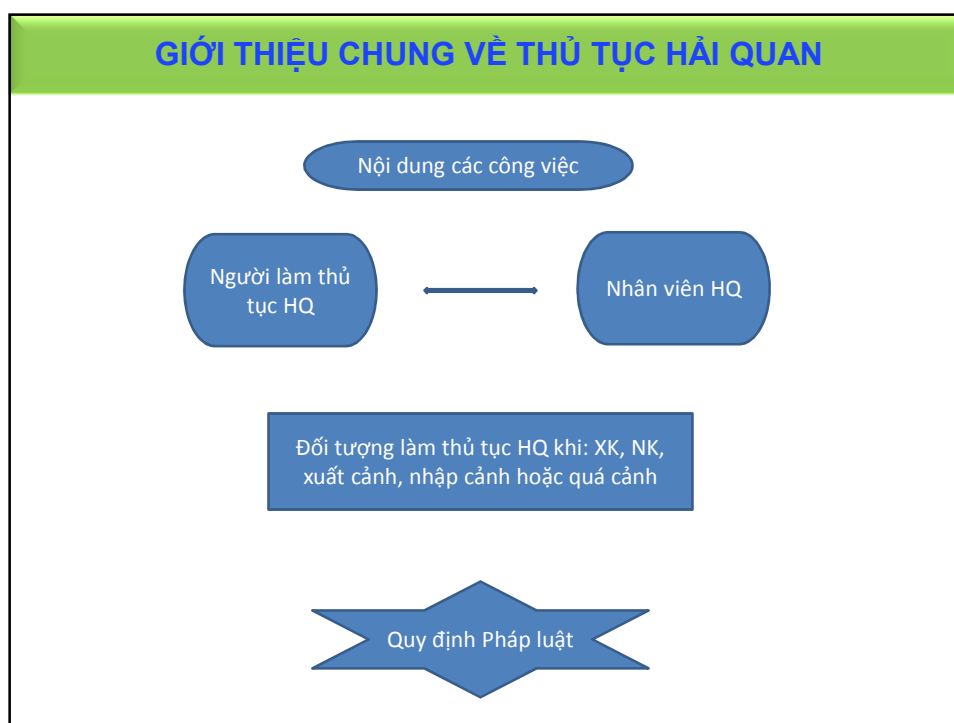 GIỚI THIỆU CHUNG VỀ THỦ TỤC HẢI QUAN
Nội dung các công việc
Người làm thủ
tục HQ
Nhân viên HQ
Đối tượng làm thủ tục HQ khi: XK, NK,
xuất cảnh, nhập cảnh hoặc quá cảnh
Quy định Pháp luật